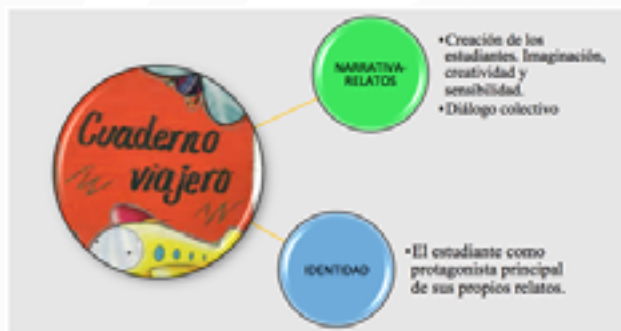 Cuaderno
viajero
NARRATIVA-
RELATOS
•Creación de los
estudiantes. Imaginación,
creatividad y
sensibilidad.
•Diálogo colectivo
IDENTIDAD
•El estudiante como
protagonista principal
de sus propios relatos.